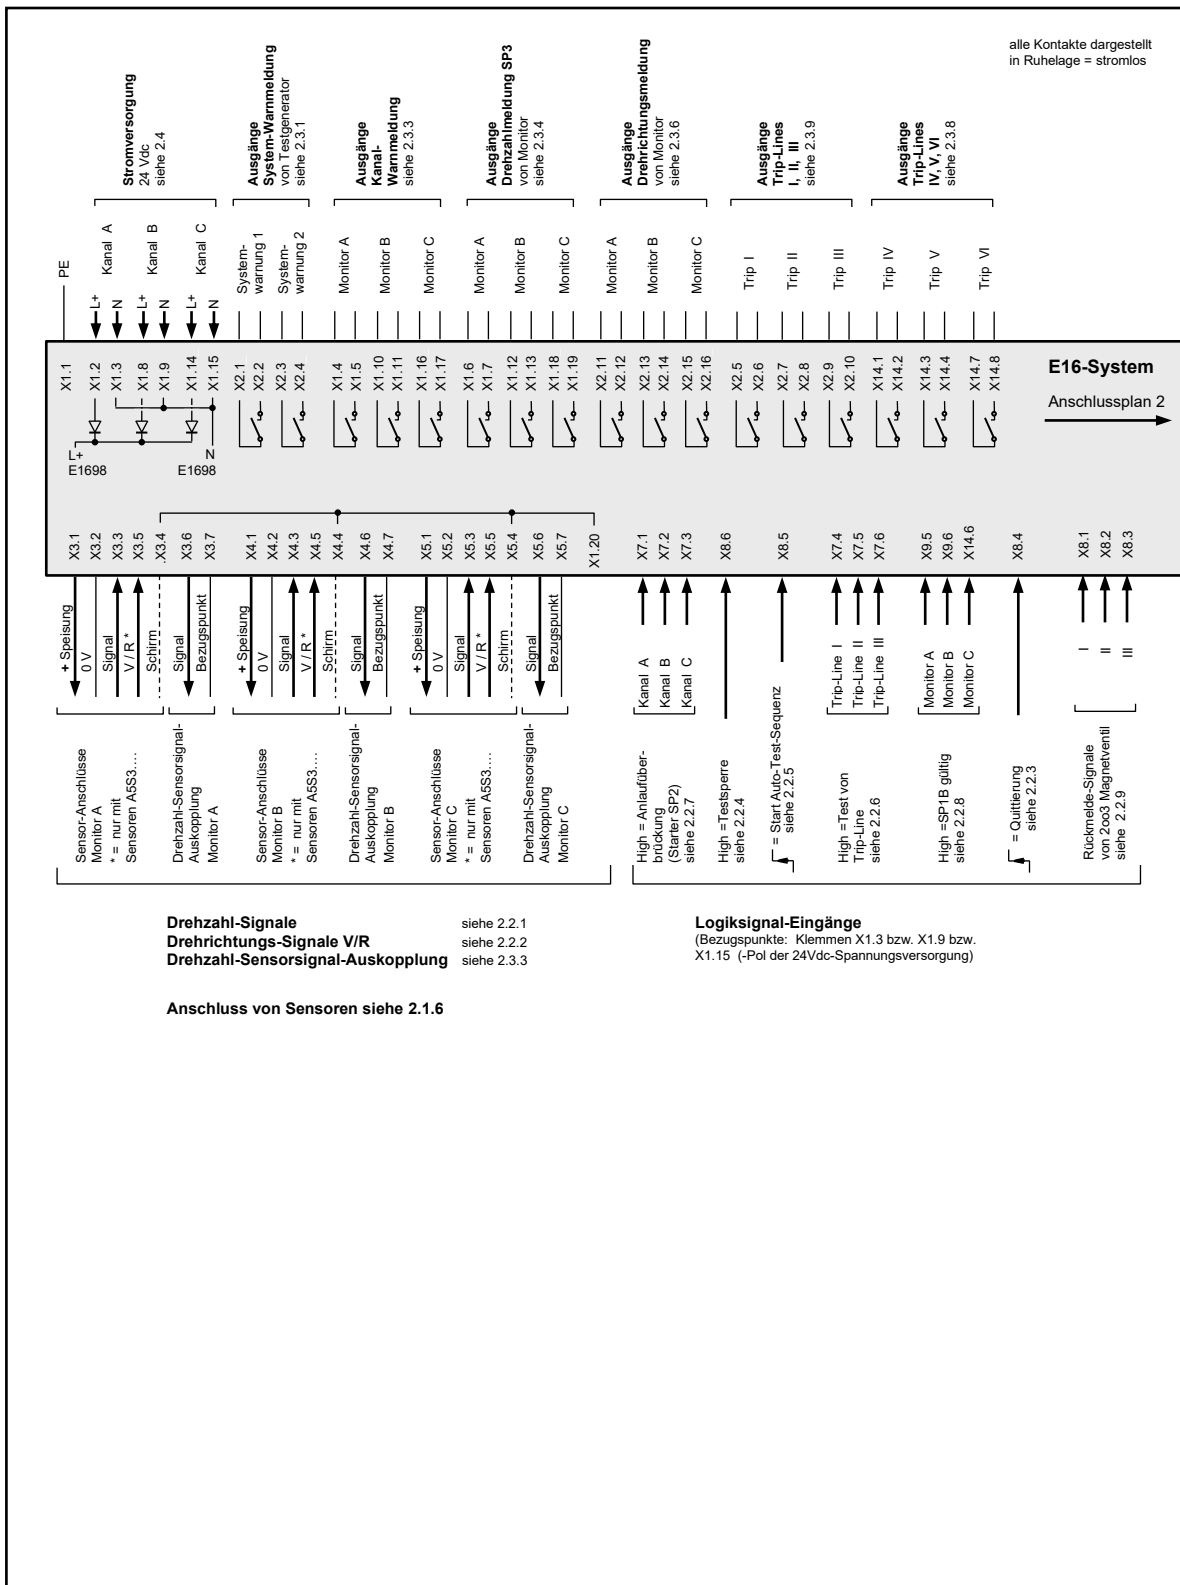 alle Kontakte dargestellt
in Ruhelage = stromlos
Stromversorgung
24 Vdc
siehe 2.4
Ausgänge
System-Warnmeldung
von Testgenerator
siehe 2.3.1
Ausgänge
Kanal-
Warnmeldung
siehe 2.3.3
Ausgänge
Drehzahlmeldung SP3
von Monitor
siehe 2.3.4
Ausgänge
Drehrichtungsmeldung
von Monitor
siehe 2.3.6
Ausgänge
Trip-Lines
I, II, III
siehe 2.3.9
Ausgänge
Trip-Lines
IV, V, VI
siehe 2.3.8
PE
Kanal A
L+
N
Kanal B
L+
N
Kanal C
L+
N
System-
warnung 1
System-
warnung 2
Monitor A
Monitor B
Monitor C
Monitor A
Monitor B
Monitor C
Monitor A
Monitor B
Monitor C
Trip I
Trip II
Trip III
Trip IV
Trip V
Trip VI
X1.1
X1.2
X1.3
X1.8
X1.9
X1.14
X1.15
X2.1
X2.2
X2.3
X2.4
X1.4
X1.5
X1.10
X1.11
X1.16
X1.17
X1.6
X1.7
X1.12
X1.13
X1.18
X1.19
X2.11
X2.12
X2.13
X2.14
X2.15
X2.16
X2.5
X2.6
X2.7
X2.8
X2.9
X2.10
X14.1
X14.2
X14.3
X14.4
X14.7
X14.8
E16-System
Anschlussplan 2
L+
E1698
N
E1698
X3.1
X3.2
X3.3
X3.5
.X3.4
X3.6
X3.7
X4.1
X4.2
X4.3
X4.5
X4.4
X4.6
X4.7
X5.1
X5.2
X5.3
X5.5
X5.4
X5.6
X5.7
X1.20
X7.1
X7.2
X7.3
X8.6
X8.5
X7.4
X7.5
X7.6
X9.5
X9.6
X14.6
X8.4
X8.1
X8.2
X8.3
+ Speisung
0 V
Signal
V / R *
Schirm
Signal
Bezugspunkt
+ Speisung
0 V
Signal
V / R *
Schirm
Signal
Bezugspunkt
+ Speisung
0 V
Signal
V / R *
Schirm
Signal
Bezugspunkt
Kanal A
Kanal B
Kanal C
Trip-Line I
Trip-Line II
Trip-Line III
Monitor A
Monitor B
Monitor C
I
II
III
Sensor-Anschlüsse
Monitor A
* = nur mit
Sensoren A5S3....
Drehzahl-Sensorsignal-
Auskopplung
Monitor A
Sensor-Anschlüsse
Monitor B
* = nur mit
Sensoren A5S3....
Drehzahl-Sensorsignal-
Auskopplung
Monitor B
Sensor-Anschlüsse
Monitor C
* = nur mit
Sensoren A5S3....
Drehzahl-Sensorsignal-
Auskopplung
Monitor C
High = Anlaufüber-
brückung
(Starter SP2)
siehe 2.2.7
High =Testsperre
siehe 2.2.4
= Start Auto-Test-Sequenz
siehe 2.2.5
High =Test von
Trip-Line
siehe 2.2.6
High =SP1B gültig
siehe 2.2.8
= Quittierung
siehe 2.2.3
Rückmelde-Signale
von 2oo3 Magnetventil
siehe 2.2.9
Drehzahl-Signale siehe 2.2.1
Drehrichtungs-Signale V/R siehe 2.2.2
Drehzahl-Sensorsignal-Auskopplung siehe 2.3.3
Logiksignal-Eingänge
(Bezugspunkte: Klemmen X1.3 bzw. X1.9 bzw.
X1.15 (-Pol der 24Vdc-Spannungsversorgung)
Anschluss von Sensoren siehe 2.1.6